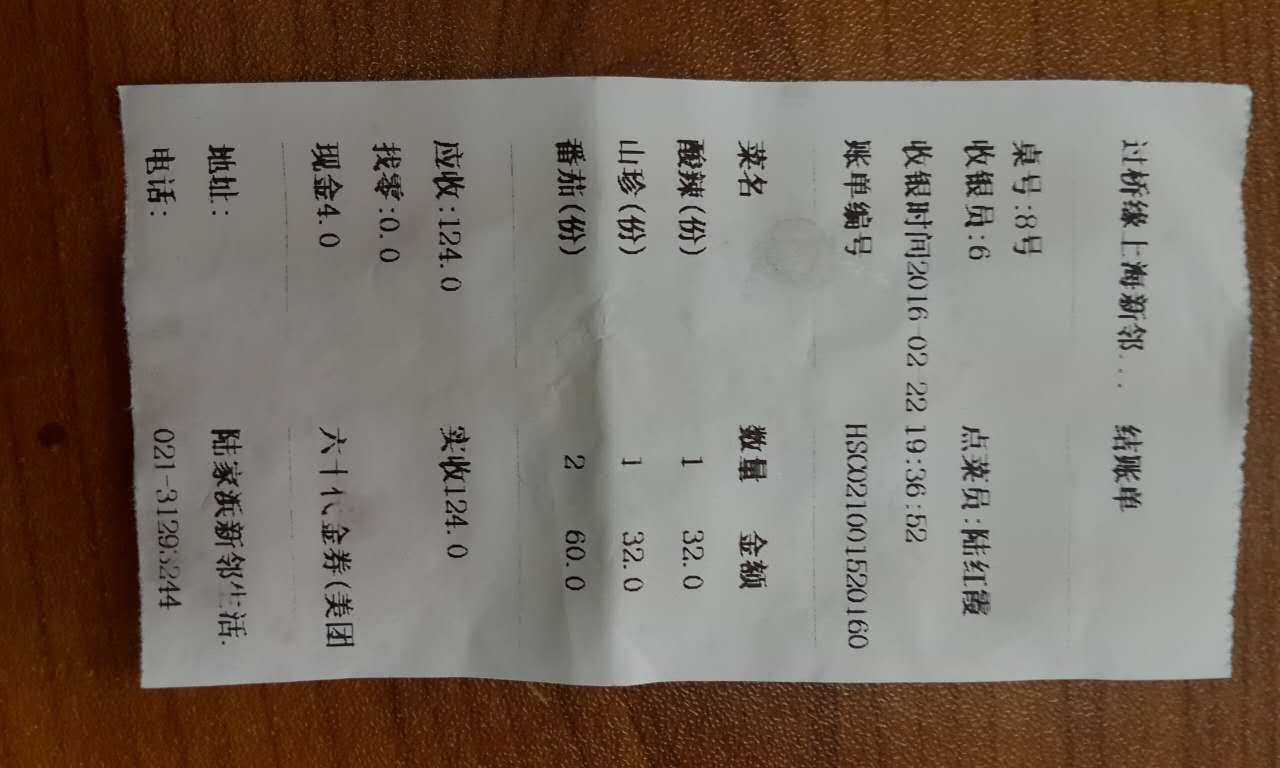 过桥缘上海新邻... 结账单
桌号:8号
收银员:6 点菜员:陆红霞
收银时间2016-02 22 19:36:52
账单编号 HSC021001520160
菜名 数量 金额
酸辣(份) 1 32.0
山珍(份) 1 32.0
番茄(份) 2 60.0
应收:124.0 实收124.0
找零:0.0
现金4.0 六十代金券(美团
地址: 陆家浜新邻生活.
电话: 021-31293244